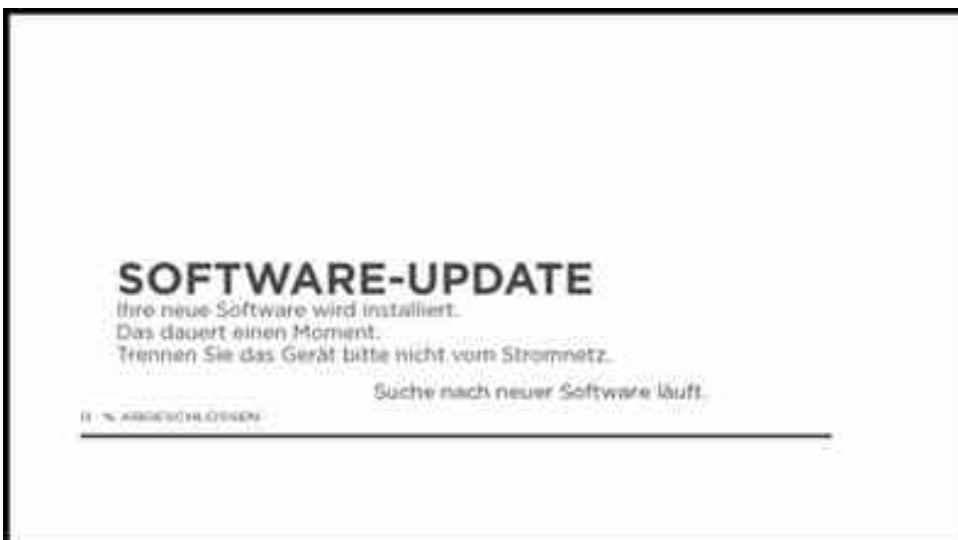 SOFTWARE-UPDATE
Ihre neue Software wird installiert.
Das dauert einen Moment.
Trennen Sie das Gerät bitte nicht vom Stromnetz.
Suche nach neuer Software läuft.
0 % ABGESCHLOSSEN